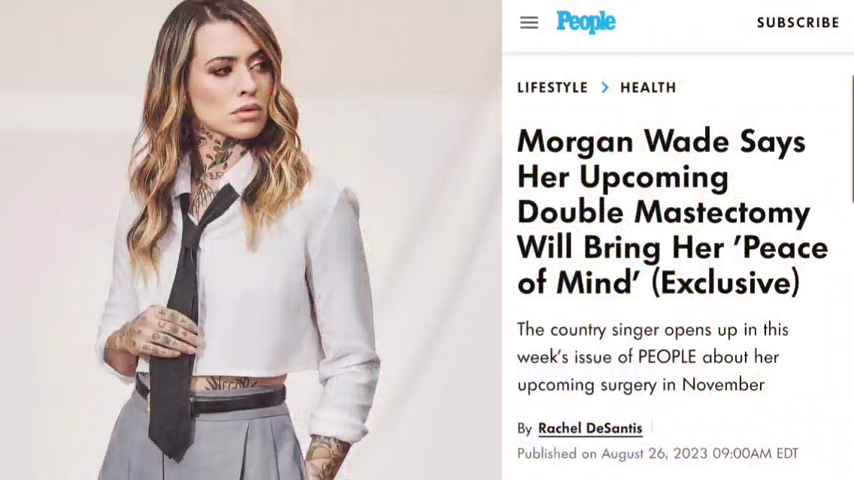 People
SUBSCRIBE
LIFESTYLE > HEALTH
Morgan Wade Says
Her Upcoming
Double Mastectomy
Will Bring Her 'Peace
of Mind' (Exclusive)
The country singer opens up in this
week's issue of PEOPLE about her
upcoming surgery in November
By Rachel DeSantis
Published on August 26, 2023 09:00AM EDT